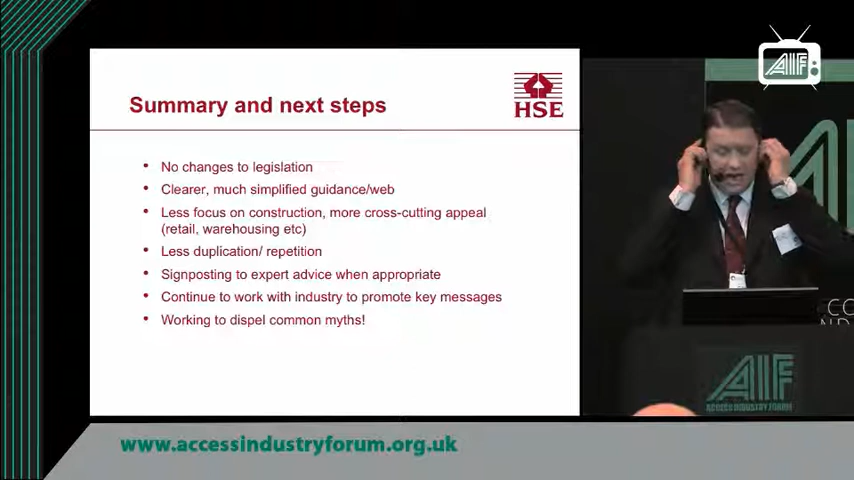 AIF
Summary and next steps
HSE
• No changes to legislation
• Clearer, much simplified guidance/web
• Less focus on construction, more cross-cutting appeal
(retail, warehousing etc)
• Less duplication/ repetition
• Signposting to expert advice when appropriate
• Continue to work with industry to promote key messages
• Working to dispel common myths!
AIF
ACCESS INDUSTRY FORUM
www.accessindustryforum.org.uk